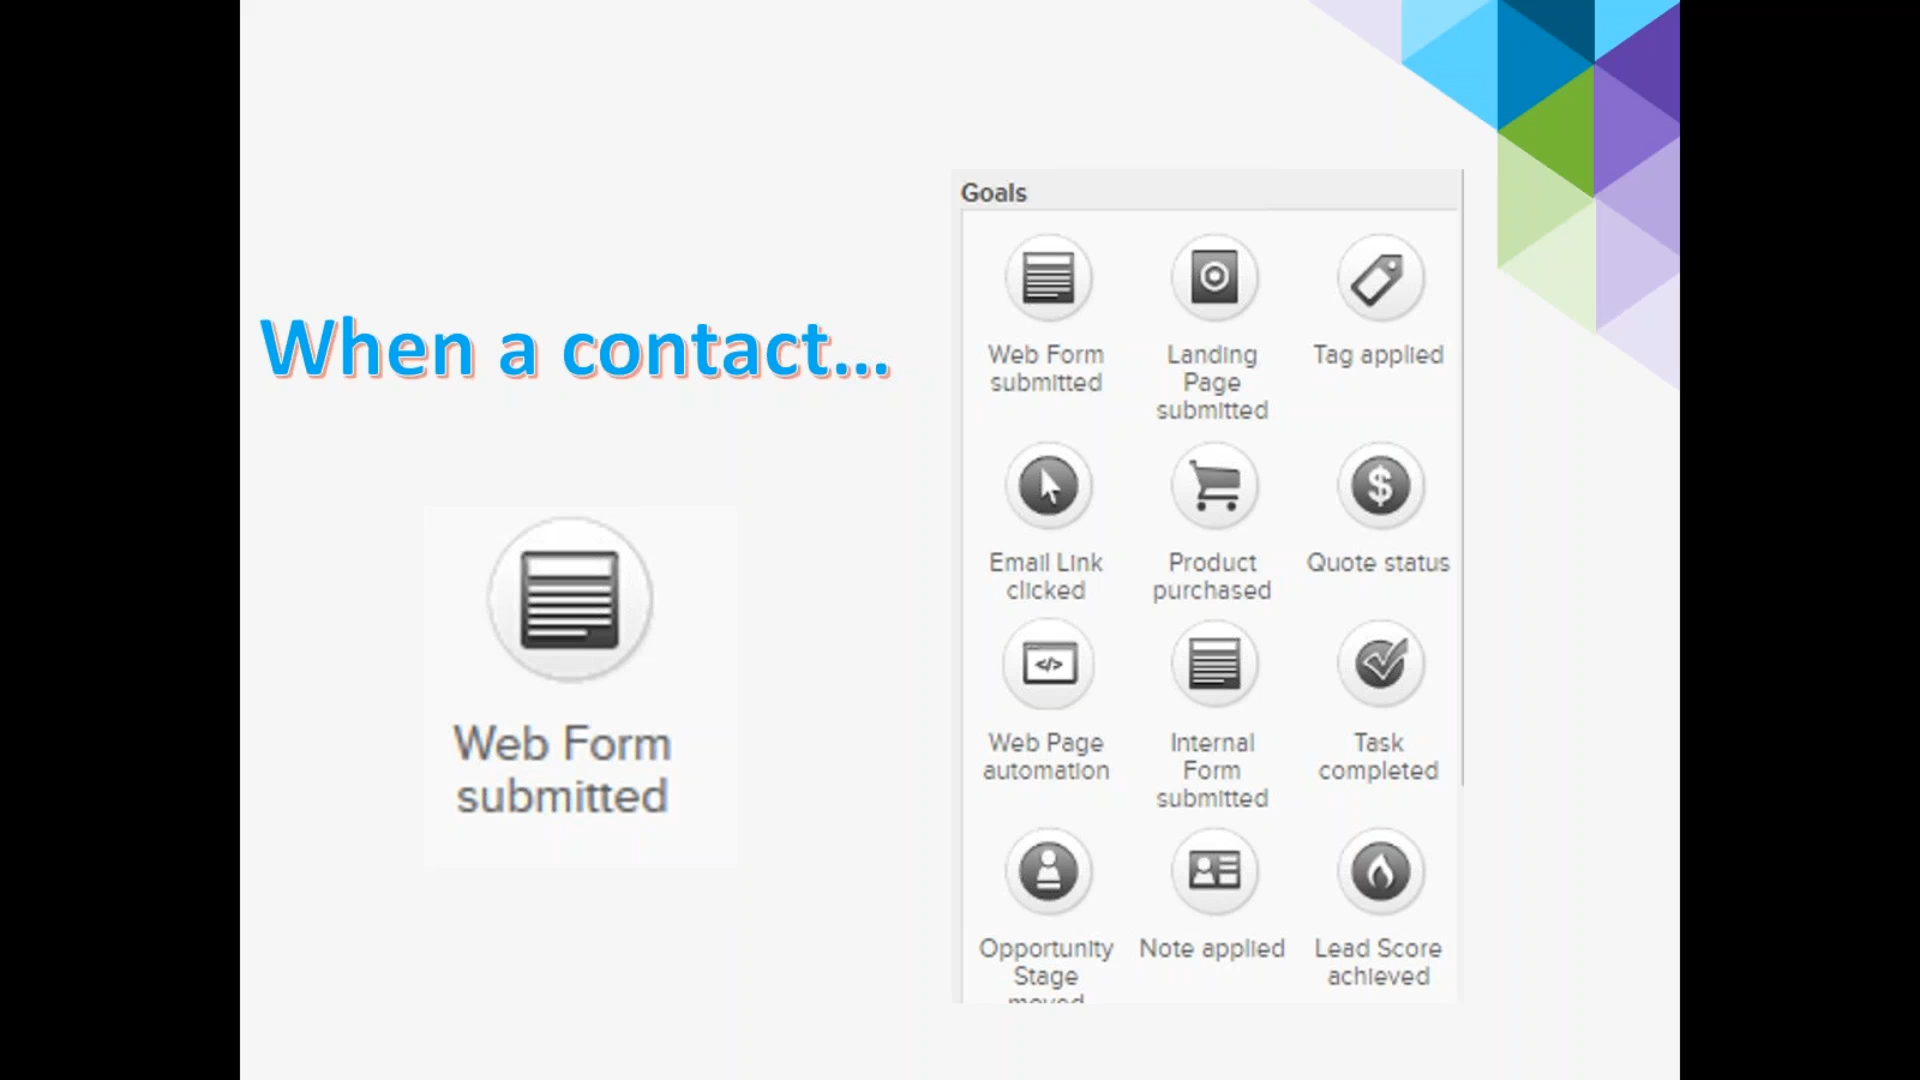 When a contact...
Web Form
submitted
Goals
Web Form
submitted
Landing
Page
submitted
Tag applied
Email Link
clicked
Product
purchased
Quote status
Web Page
automation
Internal
Form
submitted
Task
completed
Opportunity
Stage
moved
Note applied
Lead Score
achieved